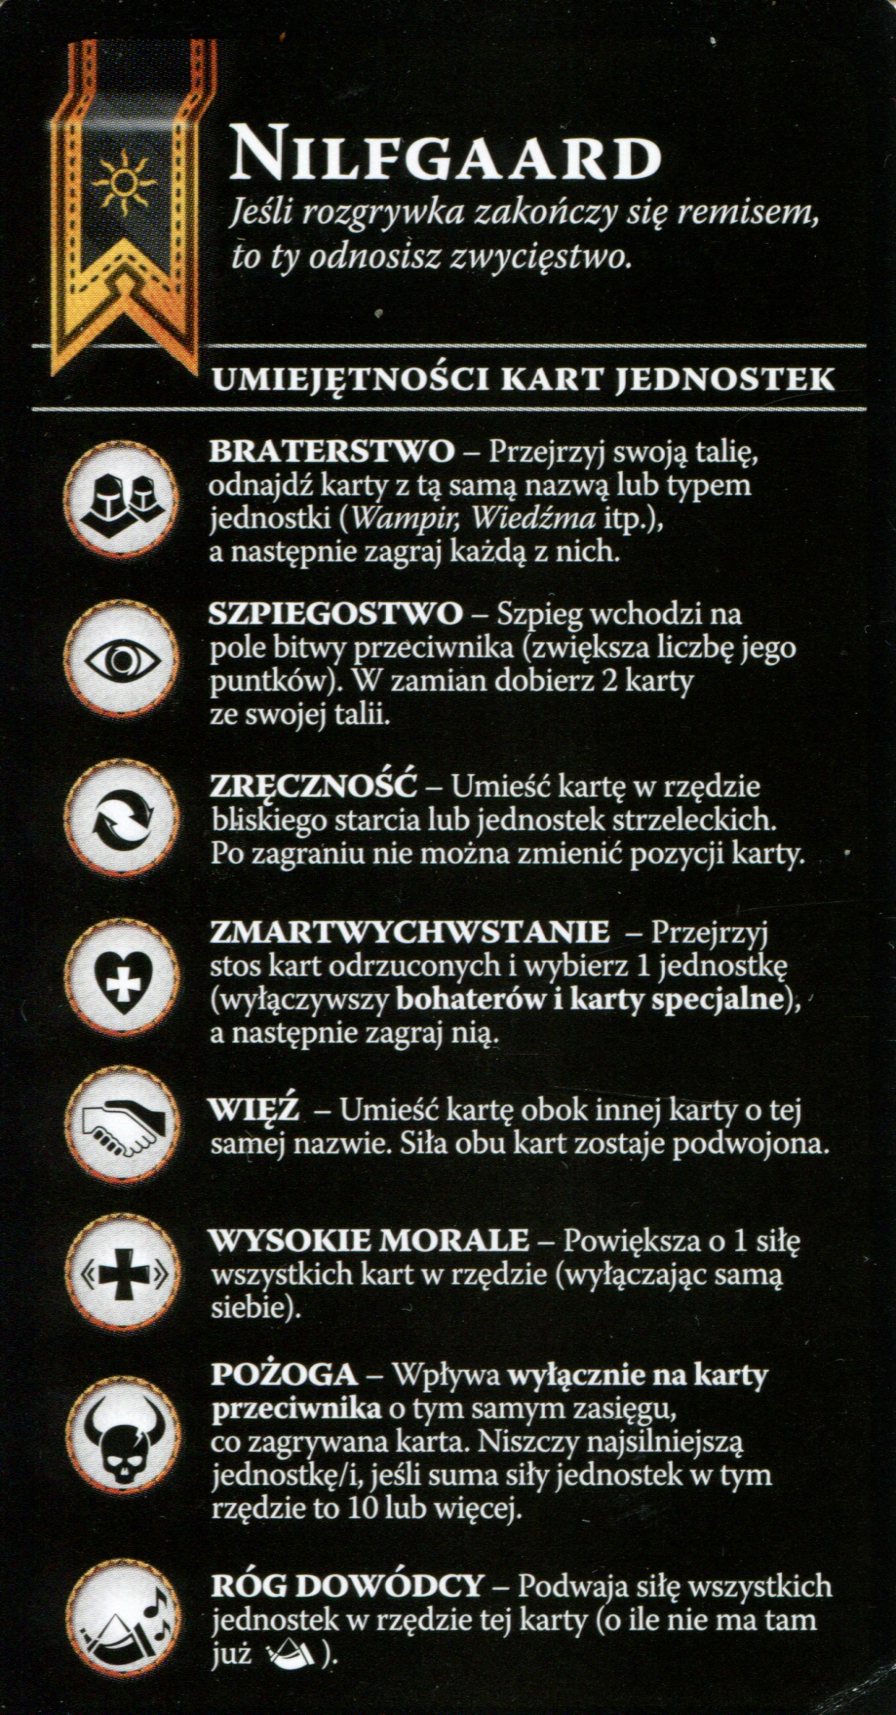 NILFGAARD
Jeśli rozgrywka zakończy się remisem,
to ty odnosisz zwycięstwo.
UMIEJĘTNOŚCI KART JEDNOSTEK
BRATERSTWO – Przejrzyj swoją talię,
odnajdź karty z tą samą nazwą lub typem
jednostki (Wampir, Wiedźma itp.),
a następnie zagraj każdą z nich.
SZPIEGOSTWO – Szpieg wchodzi na
pole bitwy przeciwnika (zwiększa liczbę jego
puntków). W zamian dobierz 2 karty
ze swojej talii.
ZRĘCZNOŚĆ – Umieść kartę w rzędzie
bliskiego starcia lub jednostek strzeleckich.
Po zagraniu nie można zmienić pozycji karty.
ZMARTWYCHWSTANIE – Przejrzyj
stos kart odrzuconych i wybierz 1 jednostkę
(wyłączywszy bohaterów i karty specjalne),
a następnie zagraj nią.
WIĘŹ – Umieść kartę obok innej karty o tej
samej nazwie. Siła obu kart zostaje podwojona.
WYSOKIE MORALE – Powiększa o 1 siłę
wszystkich kart w rzędzie (wyłączając samą
siebie).
POŻOGA – Wpływa wyłącznie na karty
przeciwnika o tym samym zasięgu,
co zagrywana karta. Niszczy najsilniejszą
jednostkę/i, jeśli suma siły jednostek w tym
rzędzie to 10 lub więcej.
RÓG DOWÓDCY – Podwaja siłę wszystkich
jednostek w rzędzie tej karty (o ile nie ma tam
już ).